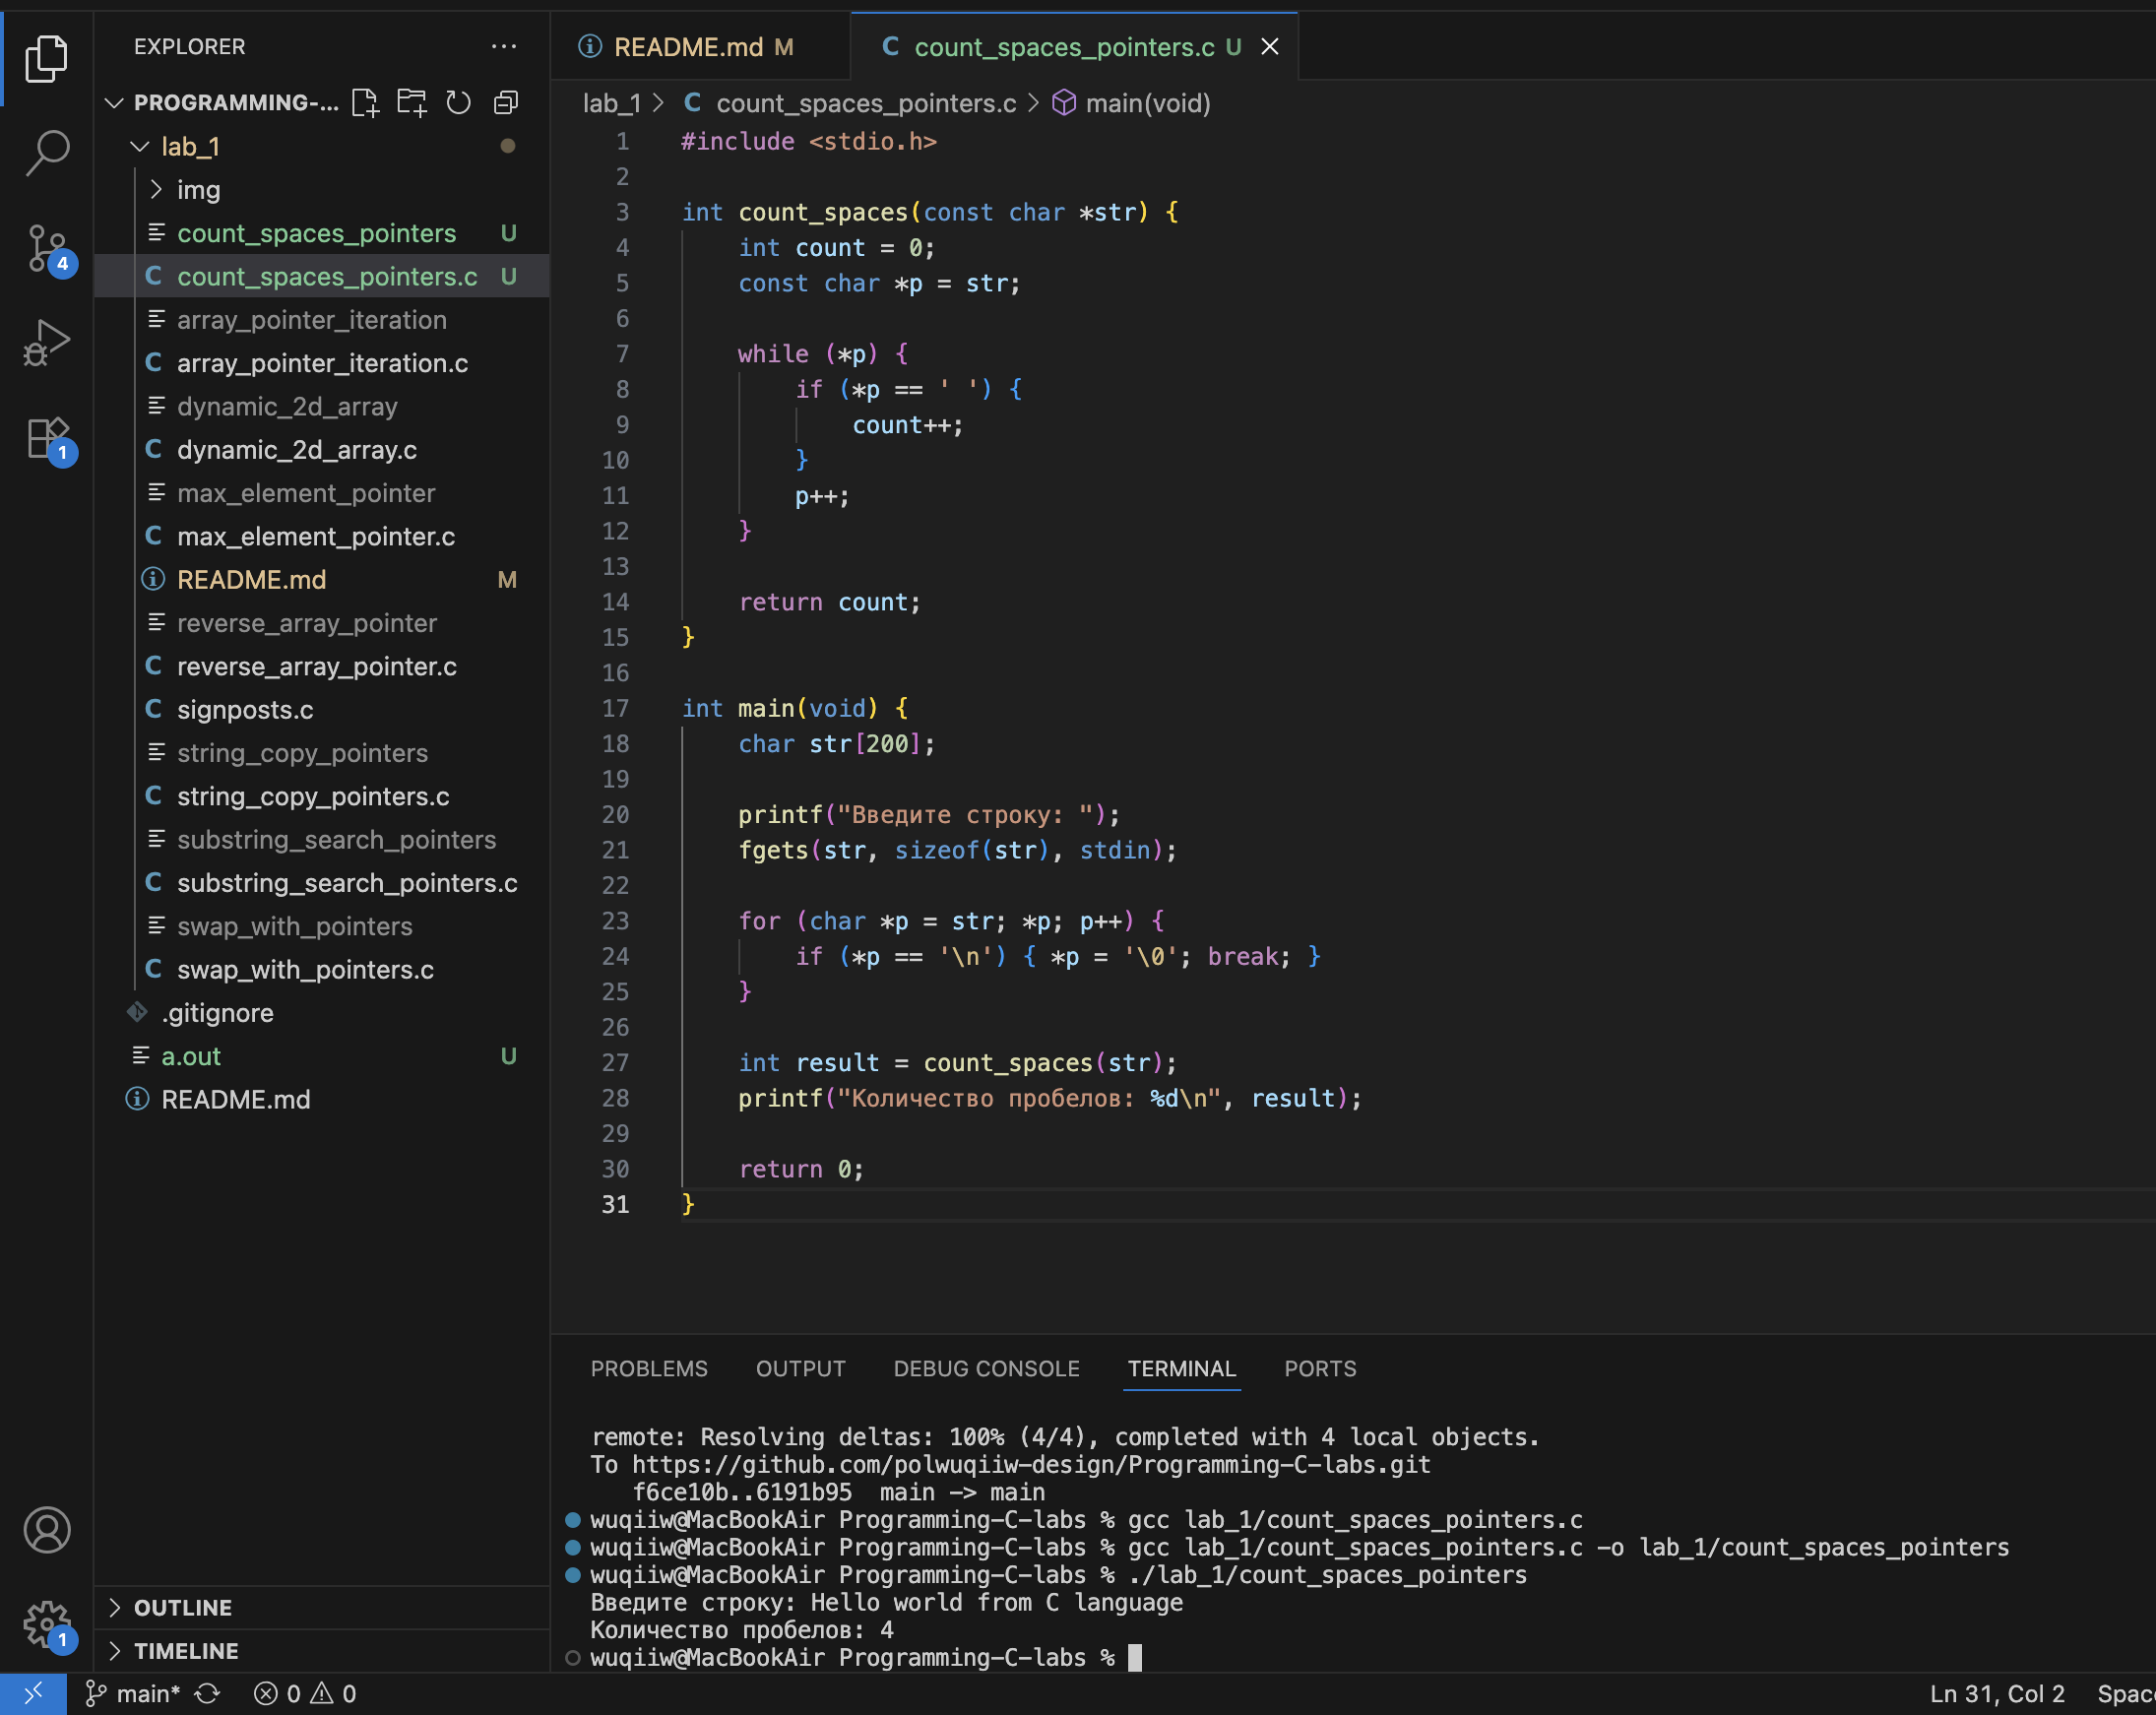 EXPLORER
PROGRAMMING-...
lab_1
img
count_spaces_pointers U
C count_spaces_pointers.c U
array_pointer_iteration
C array_pointer_iteration.c
dynamic_2d_array
C dynamic_2d_array.c
max_element_pointer
C max_element_pointer.c
README.md M
reverse_array_pointer
C reverse_array_pointer.c
C signposts.c
string_copy_pointers
C string_copy_pointers.c
substring_search_pointers
C substring_search_pointers.c
swap_with_pointers
C swap_with_pointers.c
.gitignore
a.out U
README.md
OUTLINE
TIMELINE
4
1
1
README.md M
C count_spaces_pointers.c U
lab_1 > C count_spaces_pointers.c > main(void)
1 #include <stdio.h>
2
3 int count_spaces(const char *str) {
4     int count = 0;
5     const char *p = str;
6
7     while (*p) {
8         if (*p == ' ') {
9             count++;
10         }
11         p++;
12     }
13
14     return count;
15 }
16
17 int main(void) {
18     char str[200];
19
20     printf("Введите строку: ");
21     fgets(str, sizeof(str), stdin);
22
23     for (char *p = str; *p; p++) {
24         if (*p == '\n') { *p = '\0'; break; }
25     }
26
27     int result = count_spaces(str);
28     printf("Количество пробелов: %d\n", result);
29
30     return 0;
31 }
PROBLEMS OUTPUT DEBUG CONSOLE TERMINAL PORTS
remote: Resolving deltas: 100% (4/4), completed with 4 local objects.
To https://github.com/polwuqiiw-design/Programming-C-labs.git
   f6ce10b..6191b95  main -> main
wuqiiw@MacBookAir Programming-C-labs % gcc lab_1/count_spaces_pointers.c
wuqiiw@MacBookAir Programming-C-labs % gcc lab_1/count_spaces_pointers.c -o lab_1/count_spaces_pointers
wuqiiw@MacBookAir Programming-C-labs % ./lab_1/count_spaces_pointers
Введите строку: Hello world from C language
Количество пробелов: 4
wuqiiw@MacBookAir Programming-C-labs %
main* 0 0 Ln 31, Col 2